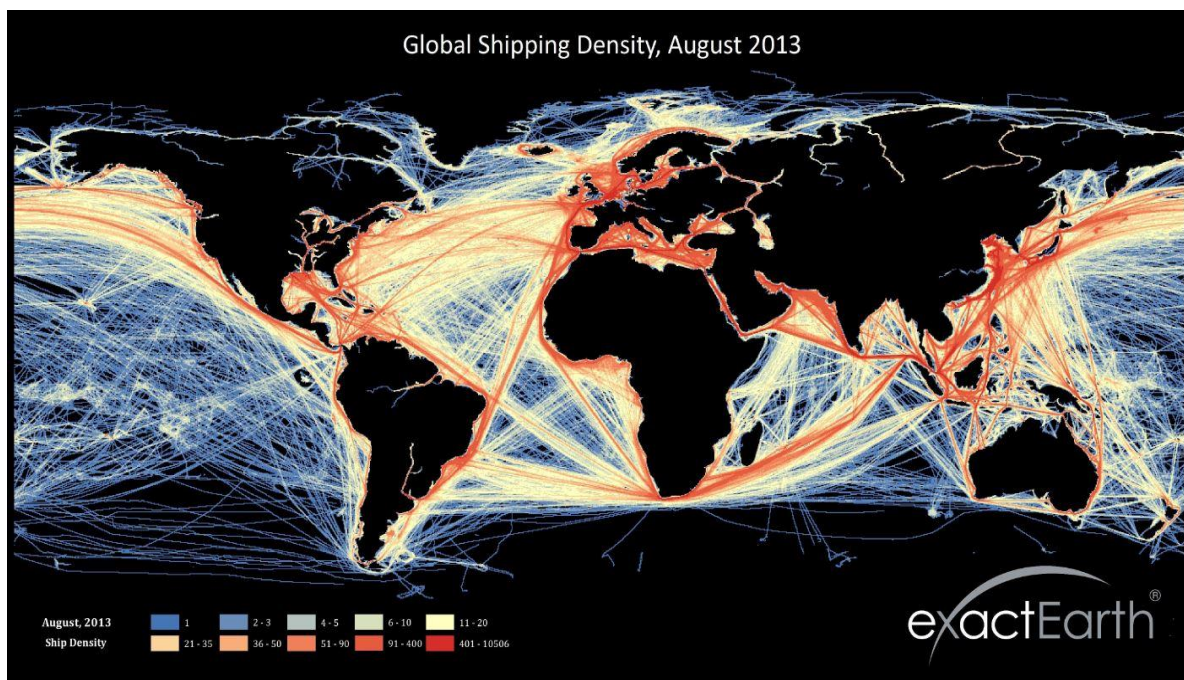 Global Shipping Density, August 2013
August, 2013
Ship Density
1
2 - 3
4 - 5
6 - 10
11 - 20
21 - 35
36 - 50
51 - 90
91 - 400
401 - 10506
exactEarth®